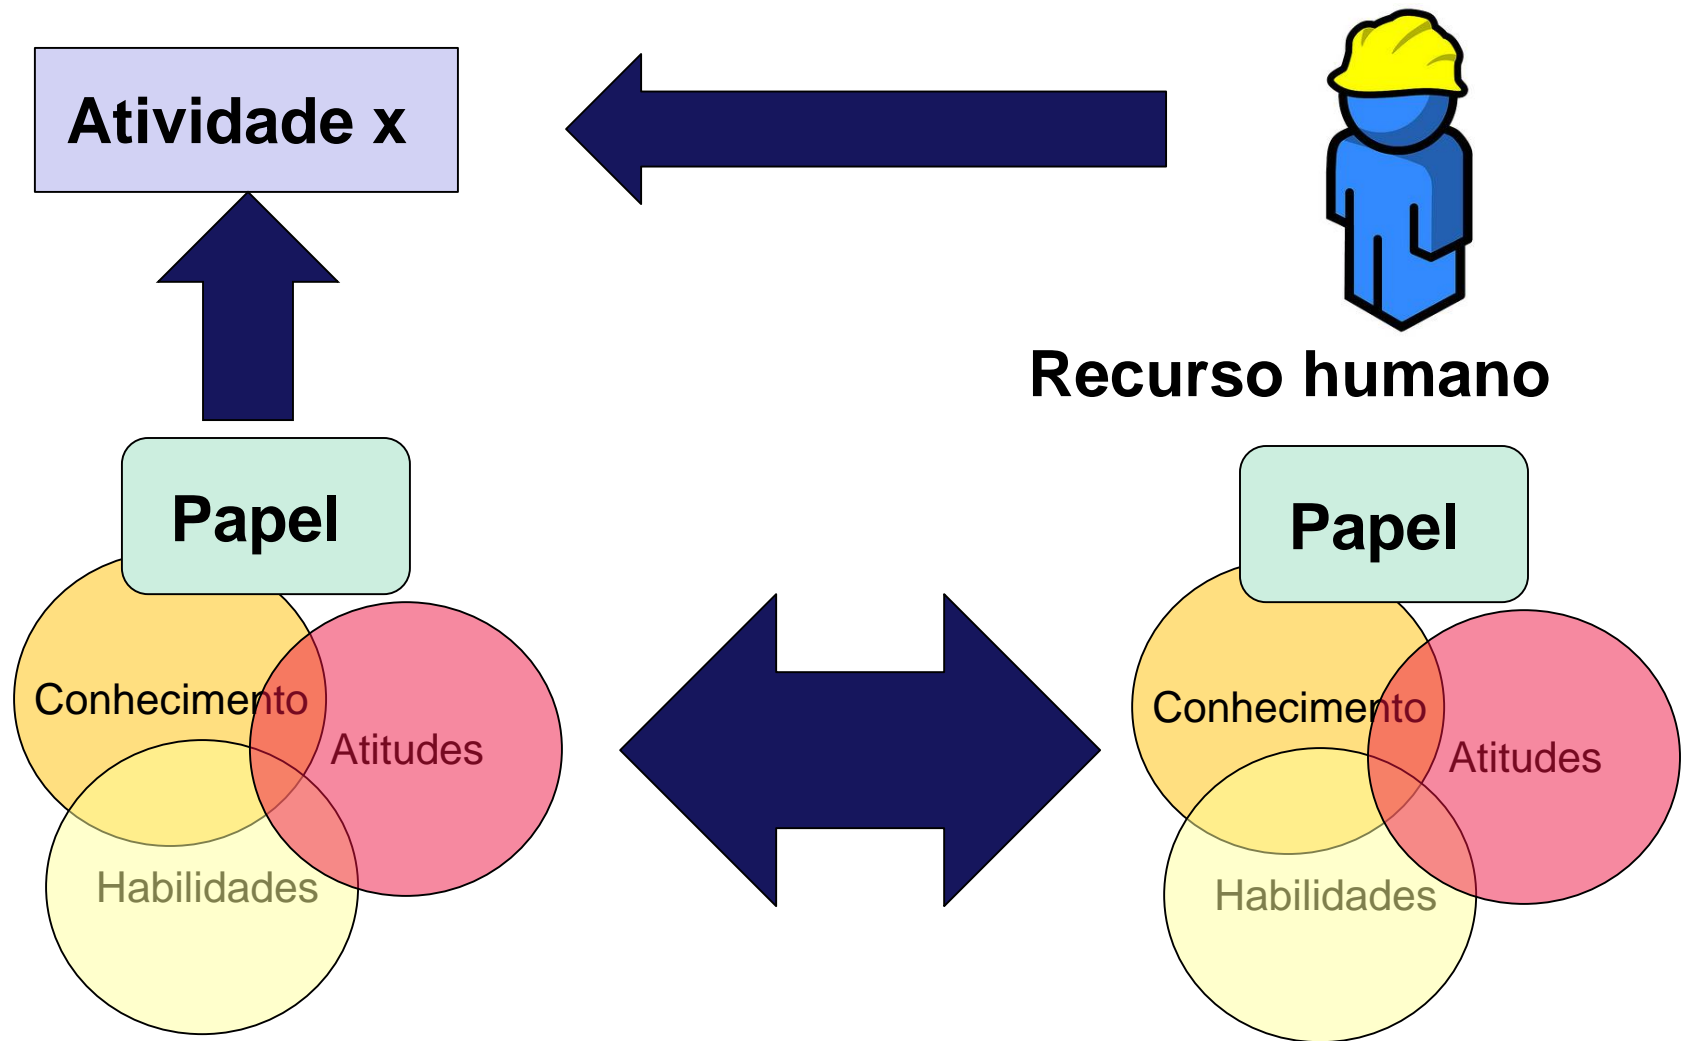 Atividade x
Recurso humano
Papel
Conhecimento
Atitudes
Habilidades
Papel
Conhecimento
Atitudes
Habilidades